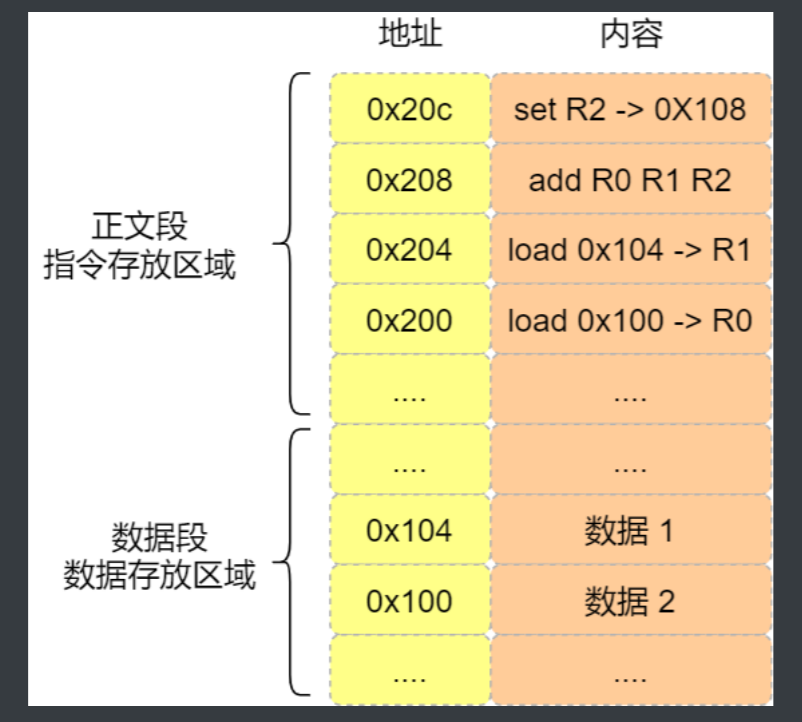 地址 内容
0x20c set R2 -> 0X108
0x208 add R0 R1 R2
正文段
指令存放区域
0x204 load 0x104 -> R1
0x200 load 0x100 -> R0
.... ....
.... ....
数据段
数据存放区域
0x104 数据 1
0x100 数据 2
.... ....